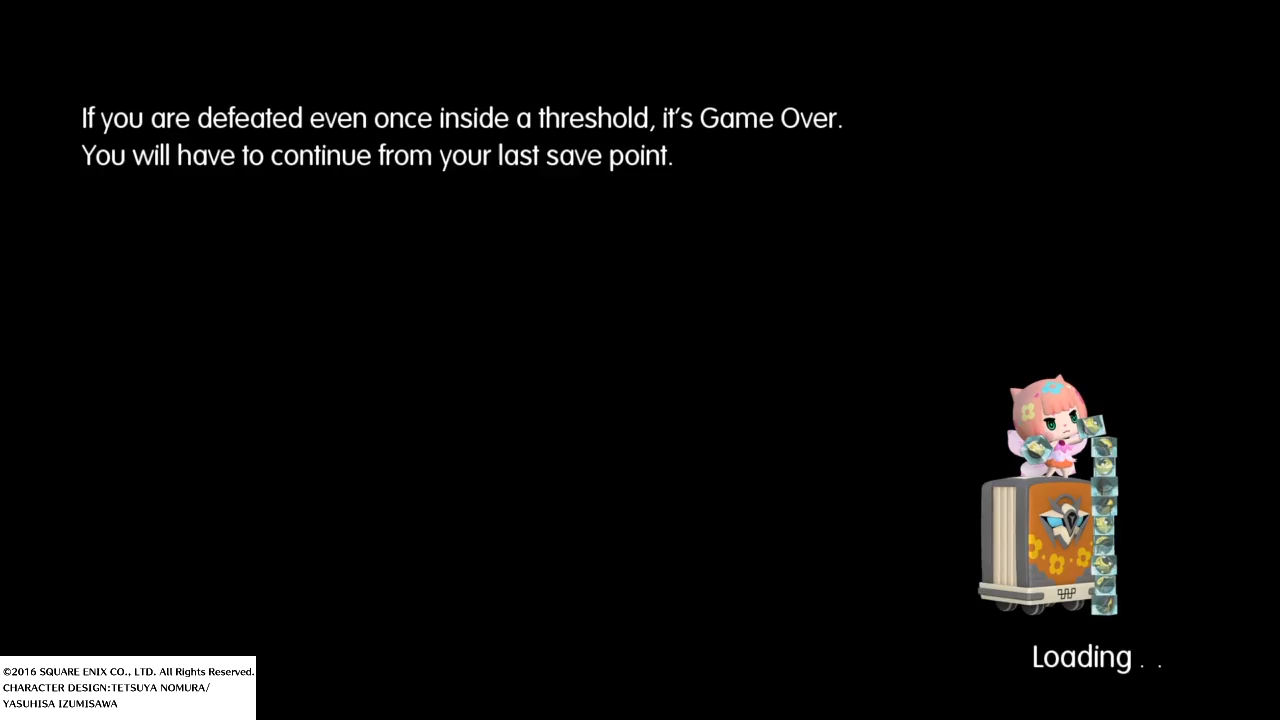 If you are defeated even once inside a threshold, it's Game Over.
You will have to continue from your last save point.
Loading . .
©2016 SQUARE ENIX CO., LTD. All Rights Reserved.
CHARACTER DESIGN:TETSUYA NOMURA/
YASUHISA IZUMISAWA